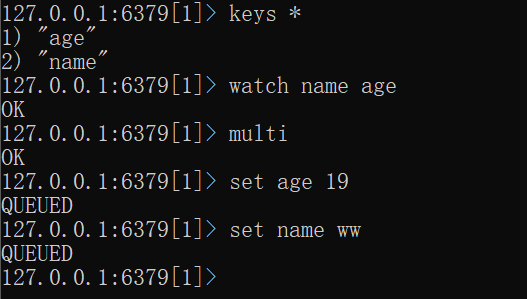 127.0.0.1:6379[1]> keys *
1) "age"
2) "name"
127.0.0.1:6379[1]> watch name age
OK
127.0.0.1:6379[1]> multi
OK
127.0.0.1:6379[1]> set age 19
QUEUED
127.0.0.1:6379[1]> set name ww
QUEUED
127.0.0.1:6379[1]>